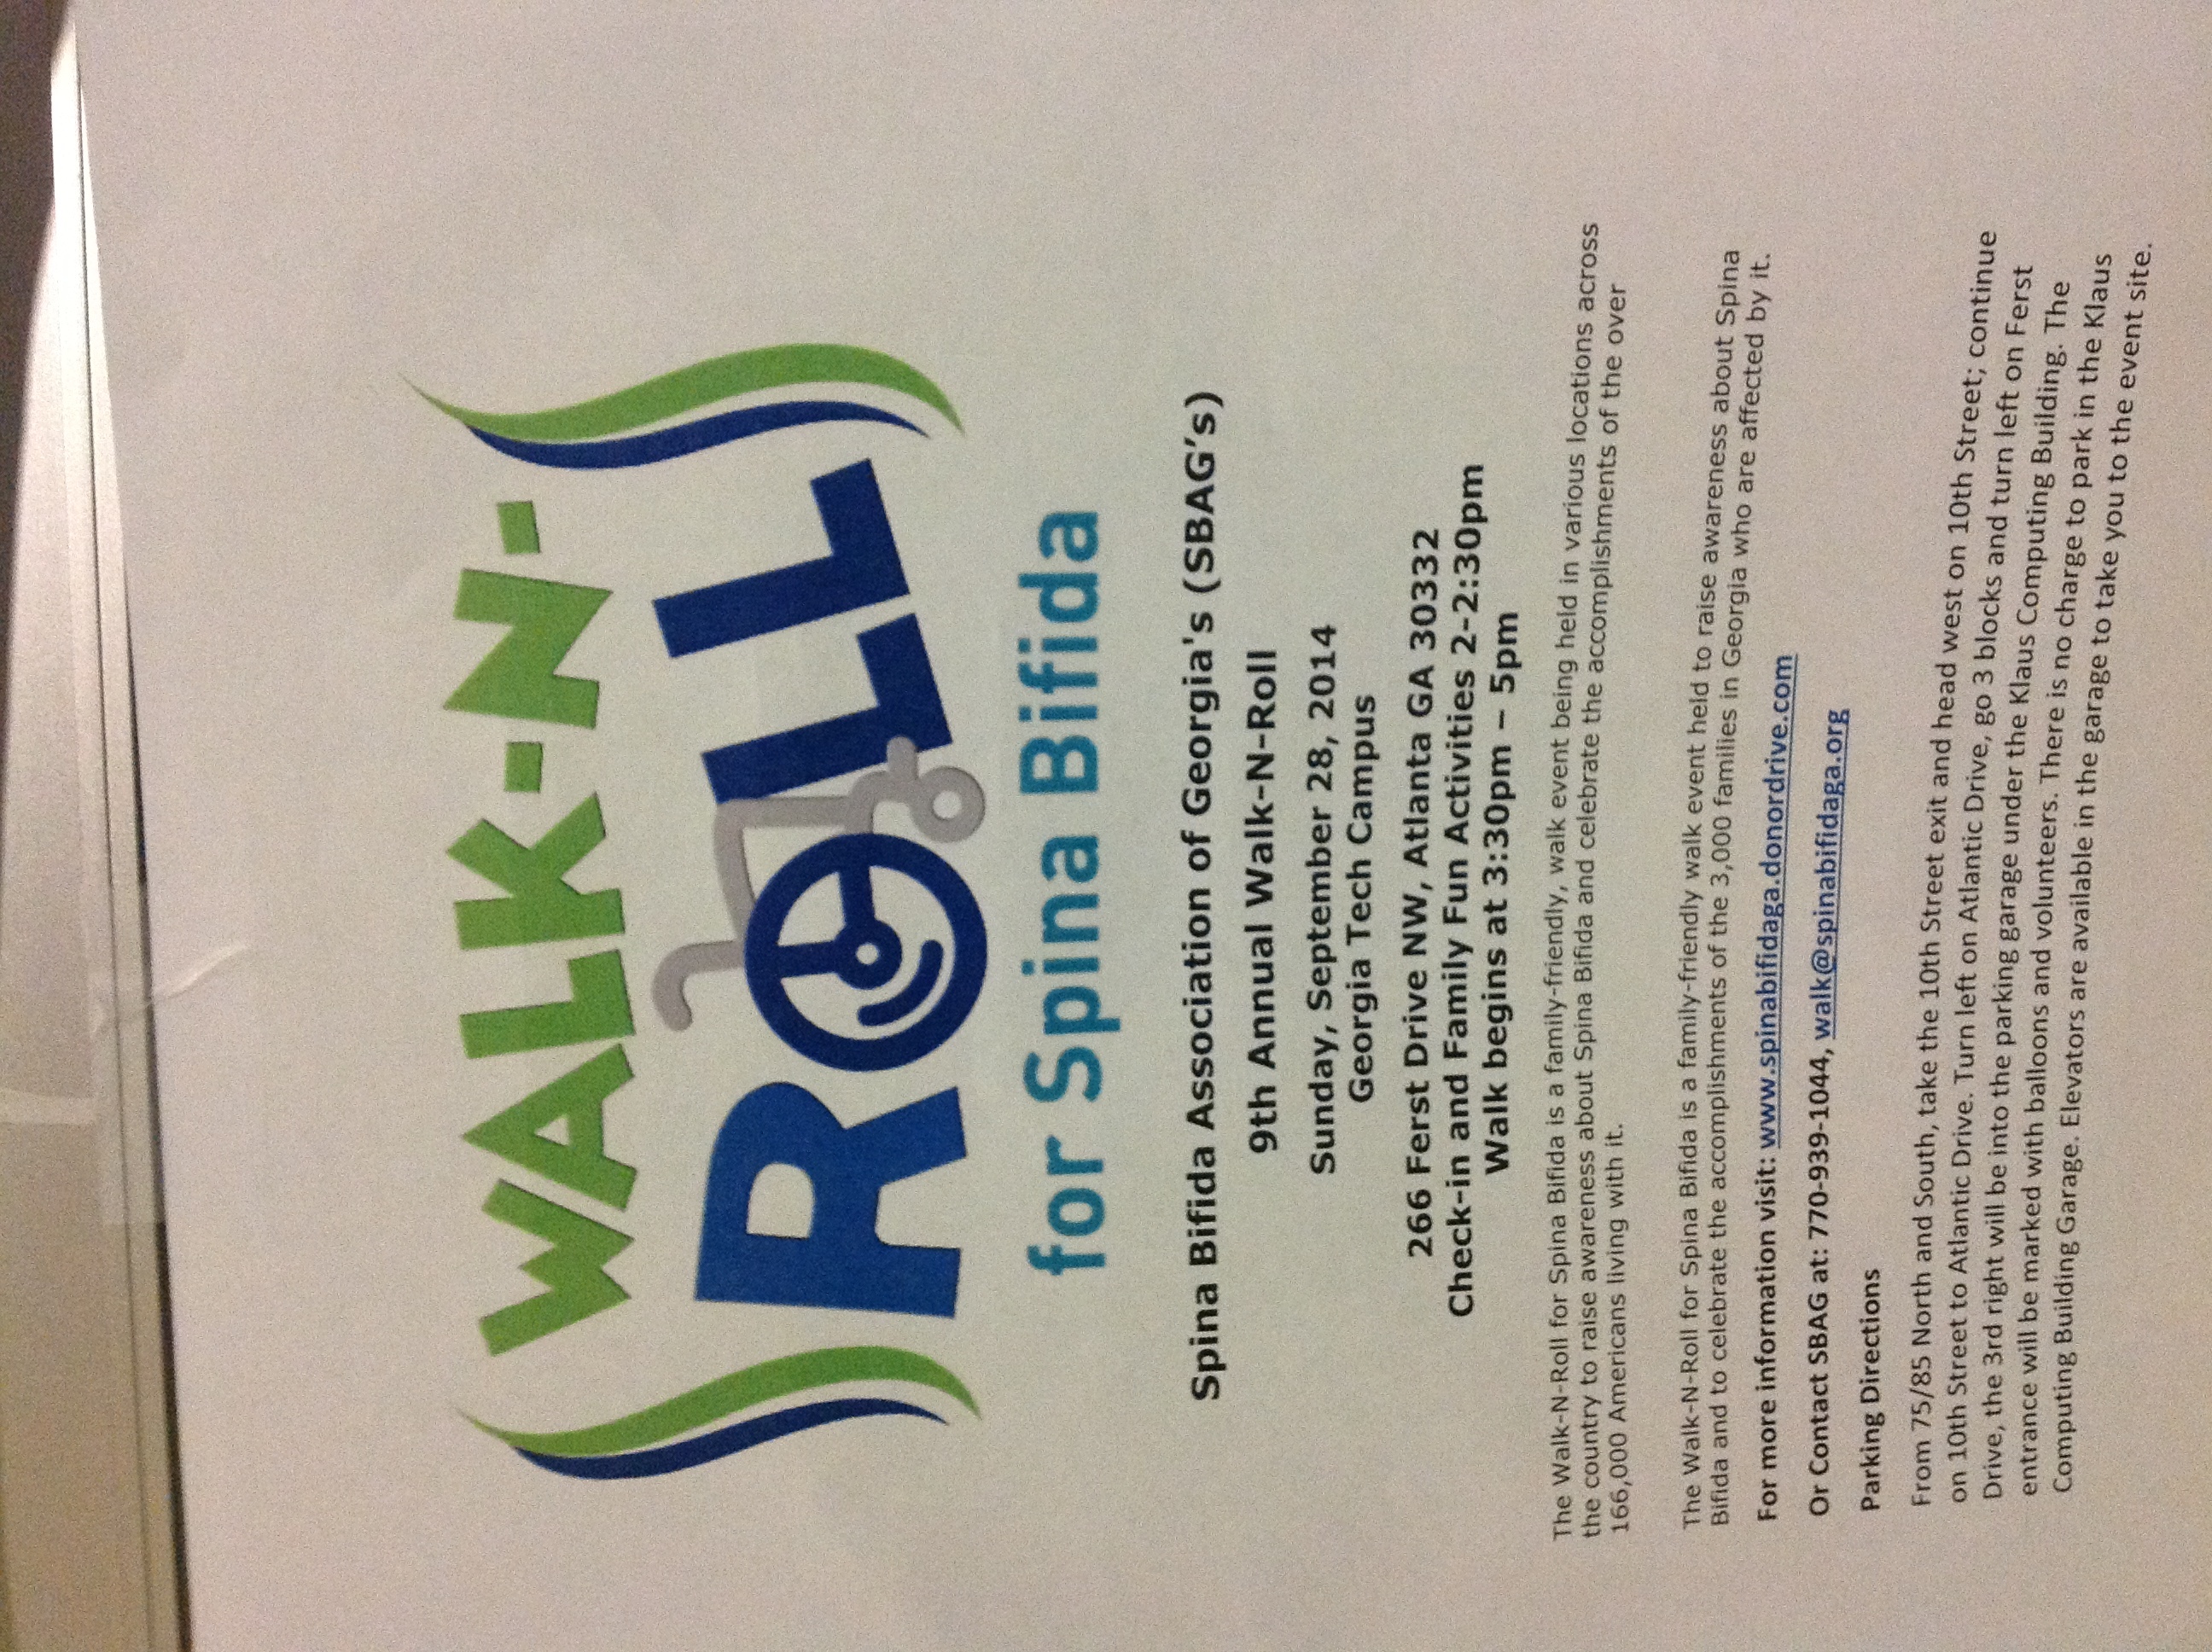 WALK-N-
ROLL
for Spina Bifida
Spina Bifida Association of Georgia's (SBAG's)
9th Annual Walk-N-Roll
Sunday, September 28, 2014
Georgia Tech Campus
266 Ferst Drive NW, Atlanta GA 30332
Check-in and Family Fun Activities 2-2:30pm
Walk begins at 3:30pm – 5pm
The Walk-N-Roll for Spina Bifida is a family-friendly, walk event being held in various locations across
the country to raise awareness about Spina Bifida and celebrate the accomplishments of the over
166,000 Americans living with it.
The Walk-N-Roll for Spina Bifida is a family-friendly walk event held to raise awareness about Spina
Bifida and to celebrate the accomplishments of the 3,000 families in Georgia who are affected by it.
For more information visit: www.spinabifidaga.donordrive.com
Or Contact SBAG at: 770-939-1044, walk@spinabifidaga.org
Parking Directions
From 75/85 North and South, take the 10th Street exit and head west on 10th Street; continue
on 10th Street to Atlantic Drive. Turn left on Atlantic Drive, go 3 blocks and turn left on Ferst
Drive, the 3rd right will be into the parking garage under the Klaus Computing Building. The
entrance will be marked with balloons and volunteers. There is no charge to park in the Klaus
Computing Building Garage. Elevators are available in the garage to take you to the event site.